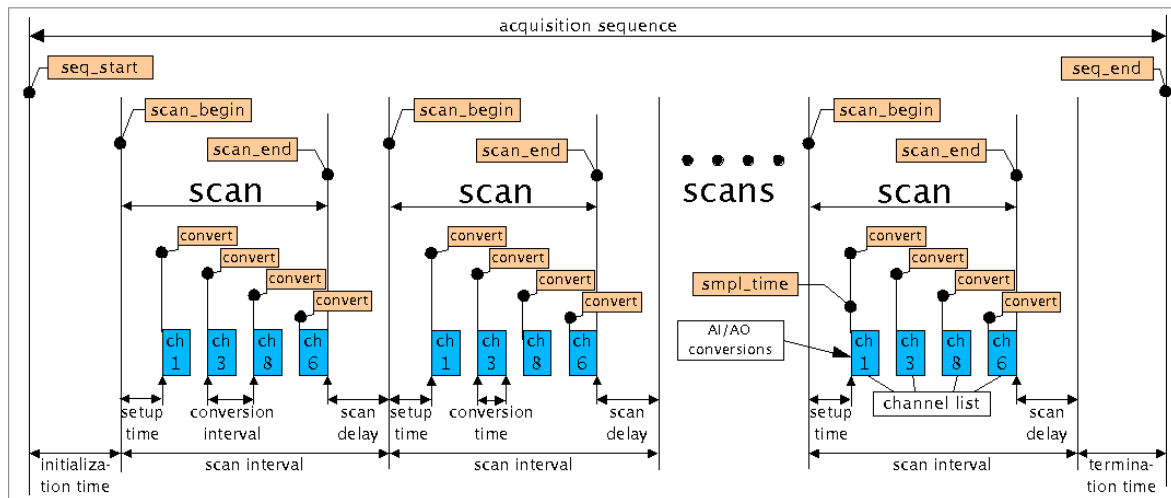 acquisition sequence
seq_start
seq_end
scan_begin
scan_begin
scan_begin
scan_end
scan_end
scan_end
scan
scan
scans
scan
convert
convert
convert
convert
convert
convert
convert
convert
convert
convert
convert
convert
smpl_time
AI/AO
conversions
ch
1
ch
3
ch
8
ch
6
ch
1
ch
3
ch
8
ch
6
ch
1
ch
3
ch
8
ch
6
channel list
setup
time
conversion
interval
scan
delay
setup
time
conversion
time
scan
delay
setup
time
scan
delay
initializa-
tion time
scan interval
scan interval
scan interval
termina-
tion time